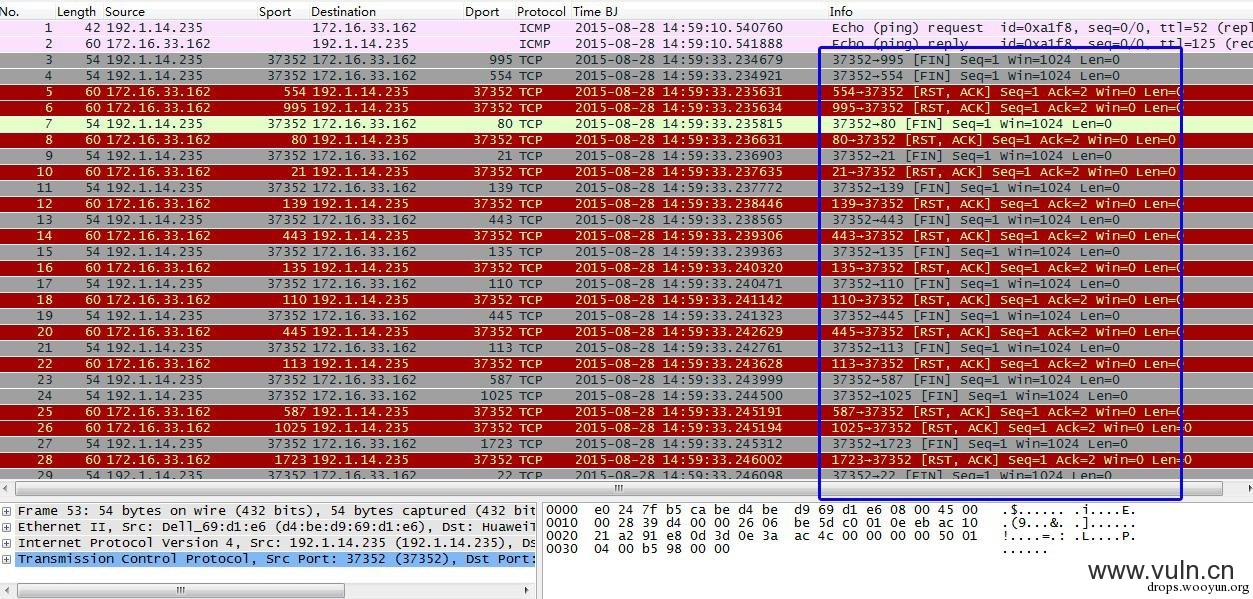 No. Length Source Sport Destination Dport Protocol Time BJ Info
1 42 192.1.14.235 172.16.33.162 ICMP 2015-08-28 14:59:10.540760 Echo (ping) request id=0xa1f8, seq=0/0, ttl=52 (repl
2 60 172.16.33.162 192.1.14.235 ICMP 2015-08-28 14:59:10.541888 Echo (ping) reply id=0xa1f8, seq=0/0, ttl=125 (rec
3 54 192.1.14.235 37352 172.16.33.162 995 TCP 2015-08-28 14:59:33.234679 37352→995 [FIN] Seq=1 Win=1024 Len=0
4 54 192.1.14.235 37352 172.16.33.162 554 TCP 2015-08-28 14:59:33.234921 37352→554 [FIN] Seq=1 Win=1024 Len=0
5 60 172.16.33.162 554 192.1.14.235 37352 TCP 2015-08-28 14:59:33.235631 554→37352 [RST, ACK] Seq=1 Ack=2 Win=0 Len=0
6 60 172.16.33.162 995 192.1.14.235 37352 TCP 2015-08-28 14:59:33.235634 995→37352 [RST, ACK] Seq=1 Ack=2 Win=0 Len=0
7 54 192.1.14.235 37352 172.16.33.162 80 TCP 2015-08-28 14:59:33.235815 37352→80 [FIN] Seq=1 Win=1024 Len=0
8 60 172.16.33.162 80 192.1.14.235 37352 TCP 2015-08-28 14:59:33.236631 80→37352 [RST, ACK] Seq=1 Ack=2 Win=0 Len=0
9 54 192.1.14.235 37352 172.16.33.162 21 TCP 2015-08-28 14:59:33.236903 37352→21 [FIN] Seq=1 Win=1024 Len=0
10 60 172.16.33.162 21 192.1.14.235 37352 TCP 2015-08-28 14:59:33.237635 21→37352 [RST, ACK] Seq=1 Ack=2 Win=0 Len=0
11 54 192.1.14.235 37352 172.16.33.162 139 TCP 2015-08-28 14:59:33.237772 37352→139 [FIN] Seq=1 Win=1024 Len=0
12 60 172.16.33.162 139 192.1.14.235 37352 TCP 2015-08-28 14:59:33.238446 139→37352 [RST, ACK] Seq=1 Ack=2 Win=0 Len=0
13 54 192.1.14.235 37352 172.16.33.162 443 TCP 2015-08-28 14:59:33.238565 37352→443 [FIN] Seq=1 Win=1024 Len=0
14 60 172.16.33.162 443 192.1.14.235 37352 TCP 2015-08-28 14:59:33.239306 443→37352 [RST, ACK] Seq=1 Ack=2 Win=0 Len=0
15 54 192.1.14.235 37352 172.16.33.162 135 TCP 2015-08-28 14:59:33.239363 37352→135 [FIN] Seq=1 Win=1024 Len=0
16 60 172.16.33.162 135 192.1.14.235 37352 TCP 2015-08-28 14:59:33.240320 135→37352 [RST, ACK] Seq=1 Ack=2 Win=0 Len=0
17 54 192.1.14.235 37352 172.16.33.162 110 TCP 2015-08-28 14:59:33.240471 37352→110 [FIN] Seq=1 Win=1024 Len=0
18 60 172.16.33.162 110 192.1.14.235 37352 TCP 2015-08-28 14:59:33.241142 110→37352 [RST, ACK] Seq=1 Ack=2 Win=0 Len=0
19 54 192.1.14.235 37352 172.16.33.162 445 TCP 2015-08-28 14:59:33.241323 37352→445 [FIN] Seq=1 Win=1024 Len=0
20 60 172.16.33.162 445 192.1.14.235 37352 TCP 2015-08-28 14:59:33.242629 445→37352 [RST, ACK] Seq=1 Ack=2 Win=0 Len=0
21 54 192.1.14.235 37352 172.16.33.162 113 TCP 2015-08-28 14:59:33.242761 37352→113 [FIN] Seq=1 Win=1024 Len=0
22 60 172.16.33.162 113 192.1.14.235 37352 TCP 2015-08-28 14:59:33.243628 113→37352 [RST, ACK] Seq=1 Ack=2 Win=0 Len=0
23 54 192.1.14.235 37352 172.16.33.162 587 TCP 2015-08-28 14:59:33.243999 37352→587 [FIN] Seq=1 Win=1024 Len=0
24 54 192.1.14.235 37352 172.16.33.162 1025 TCP 2015-08-28 14:59:33.244500 37352→1025 [FIN] Seq=1 Win=1024 Len=0
25 60 172.16.33.162 587 192.1.14.235 37352 TCP 2015-08-28 14:59:33.245191 587→37352 [RST, ACK] Seq=1 Ack=2 Win=0 Len=0
26 60 172.16.33.162 1025 192.1.14.235 37352 TCP 2015-08-28 14:59:33.245194 1025→37352 [RST, ACK] Seq=1 Ack=2 Win=0 Len=0
27 54 192.1.14.235 37352 172.16.33.162 1723 TCP 2015-08-28 14:59:33.245312 37352→1723 [FIN] Seq=1 Win=1024 Len=0
28 60 172.16.33.162 1723 192.1.14.235 37352 TCP 2015-08-28 14:59:33.246002 1723→37352 [RST, ACK] Seq=1 Ack=2 Win=0 Len=0
29 54 192.1.14.235 37352 172.16.33.162 22 TCP 2015-08-28 14:59:33.246098 37352→22 [FIN] Seq=1 Win=1024 Len=0
Frame 53: 54 bytes on wire (432 bits), 54 bytes captured (432 bit
Ethernet II, Src: Dell_69:d1:e6 (d4:be:d9:69:d1:e6), Dst: HuaweiT
Internet Protocol Version 4, Src: 192.1.14.235 (192.1.14.235), Ds
Transmission Control Protocol, Src Port: 37352 (37352), Dst Port:
0000 e0 24 7f b5 ca be d4 be d9 69 d1 e6 08 00 45 00 .$...... .i....E.
0010 00 28 39 d4 00 00 26 06 be 5d c0 01 0e eb ac 10 .(9...&. .]......
0020 21 a2 91 e8 0d 3d 0e 3a ac 4c 00 00 00 00 50 01 !....=.: .L....P.
0030 04 00 b5 98 00 00 ......
www.vuln.cn
drops.wooyun.org